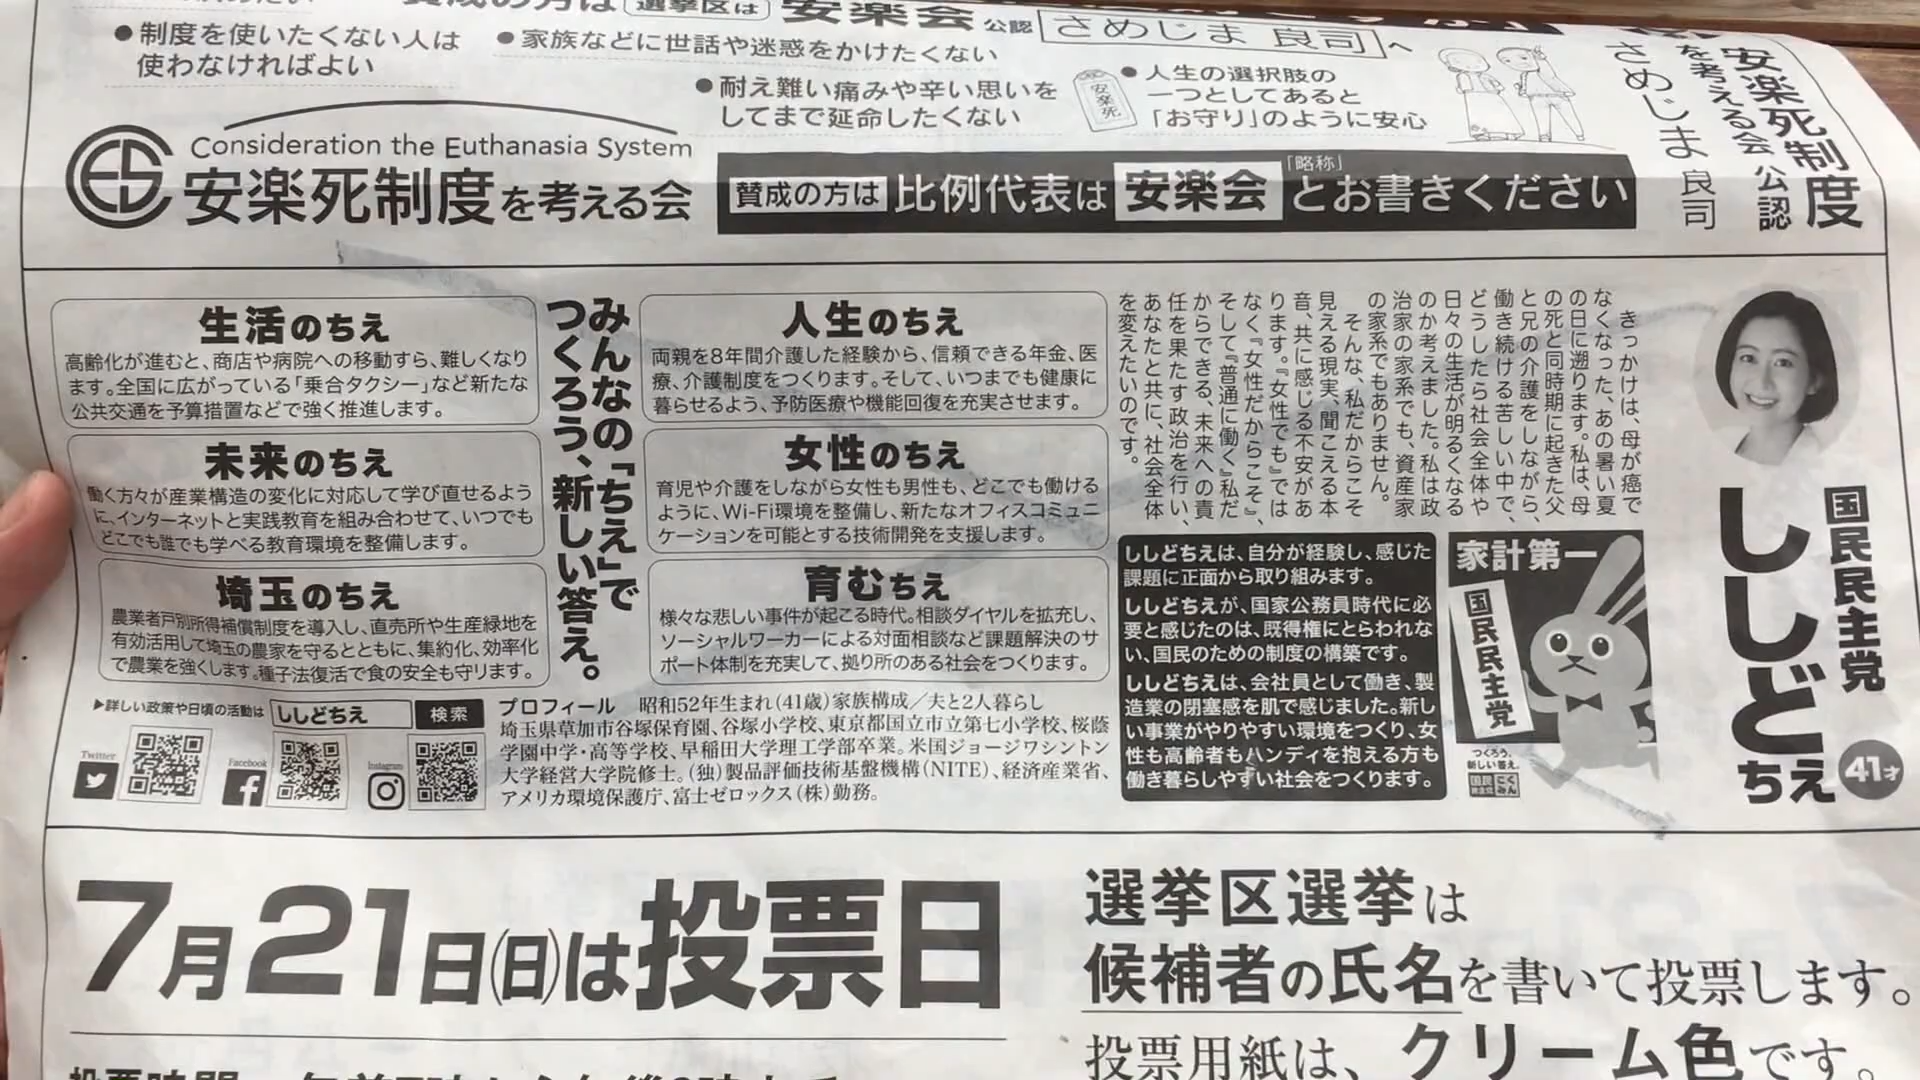 賛成の方は 選挙区は 安楽会 公認 さめじま 良司 へ
●制度を使いたくない人は
使わなければよい
●家族などに世話や迷惑をかけたくない
●耐え難い痛みや辛い思いを
してまで延命したくない
安楽死
●人生の選択肢の
一つとしてあると
「お守り」のように安心
安楽死制度
を考える会 公認
さめじま 良司
Consideration the Euthanasia System
安楽死制度を考える会
賛成の方は 比例代表は 安楽会 「略称」 とお書きください
国民民主党
ししどちえ
41才
きっかけは、母が癌で
なくなった、あの暑い夏
の日に遡ります。私は、母
の死と同時期に起きた父
と兄の介護をしながら、
働き続ける苦しい中で、
どうしたら社会全体や
日々の生活が明るくなる
のか考えました。私は政
治家の家系でも、資産家
の家系でもありません。
そんな、私だからこそ
見える現実、聞こえる本
音、共に感じる不安があ
ります。『女性でも』では
なく、『女性だからこそ』、
そして『普通に働く』私だ
からできる、未来への責
任を果たす政治を行い、
あなたと共に、社会全体
を変えたいのです。
ししどちえは、自分が経験し、感じた
課題に正面から取り組みます。
ししどちえが、国家公務員時代に必
要と感じたのは、既得権にとらわれな
い、国民のための制度の構築です。
ししどちえは、会社員として働き、製
造業の閉塞感を肌で感じました。新し
い事業がやりやすい環境をつくり、女
性も高齢者もハンディを抱える方も
働き暮らしやすい社会をつくります。
家計第一
国民民主党
つくろう、
新しい答え。
国民民主党 こくみん
人生のちえ
両親を8年間介護した経験から、信頼できる年金、医
療、介護制度をつくります。そして、いつまでも健康に
暮らせるよう、予防医療や機能回復を充実させます。
女性のちえ
育児や介護をしながら女性も男性も、どこでも働ける
ように、Wi-Fi環境を整備し、新たなオフィスコミュニ
ケーションを可能とする技術開発を支援します。
育むちえ
様々な悲しい事件が起こる時代。相談ダイヤルを拡充し、
ソーシャルワーカーによる対面相談など課題解決のサ
ポート体制を充実して、拠り所のある社会をつくります。
みんなの「ちえ」で
つくろう、新しい答え。
生活のちえ
高齢化が進むと、商店や病院への移動すら、難しくなり
ます。全国に広がっている「乗合タクシー」など新たな
公共交通を予算措置などで強く推進します。
未来のちえ
働く方々が産業構造の変化に対応して学び直せるよう
に、インターネットと実践教育を組み合わせて、いつでも
どこでも誰でも学べる教育環境を整備します。
埼玉のちえ
農業者戸別所得補償制度を導入し、直売所や生産緑地を
有効活用して埼玉の農家を守るとともに、集約化、効率化
で農業を強くします。種子法復活で食の安全も守ります。
▶詳しい政策や日頃の活動は ししどちえ 検索
Twitter
Facebook
Instagram
プロフィール 昭和52年生まれ(41歳)家族構成／夫と2人暮らし
埼玉県草加市谷塚保育園、谷塚小学校、東京都国立市立第七小学校、桜蔭
学園中学・高等学校、早稲田大学理工学部卒業。米国ジョージワシントン
大学経営大学院修士。(独)製品評価技術基盤機構(NITE)、経済産業省、
アメリカ環境保護庁、富士ゼロックス(株)勤務。
7月21日(日)は投票日
選挙区選挙は
候補者の氏名を書いて投票します。
投票用紙は、クリーム色です。